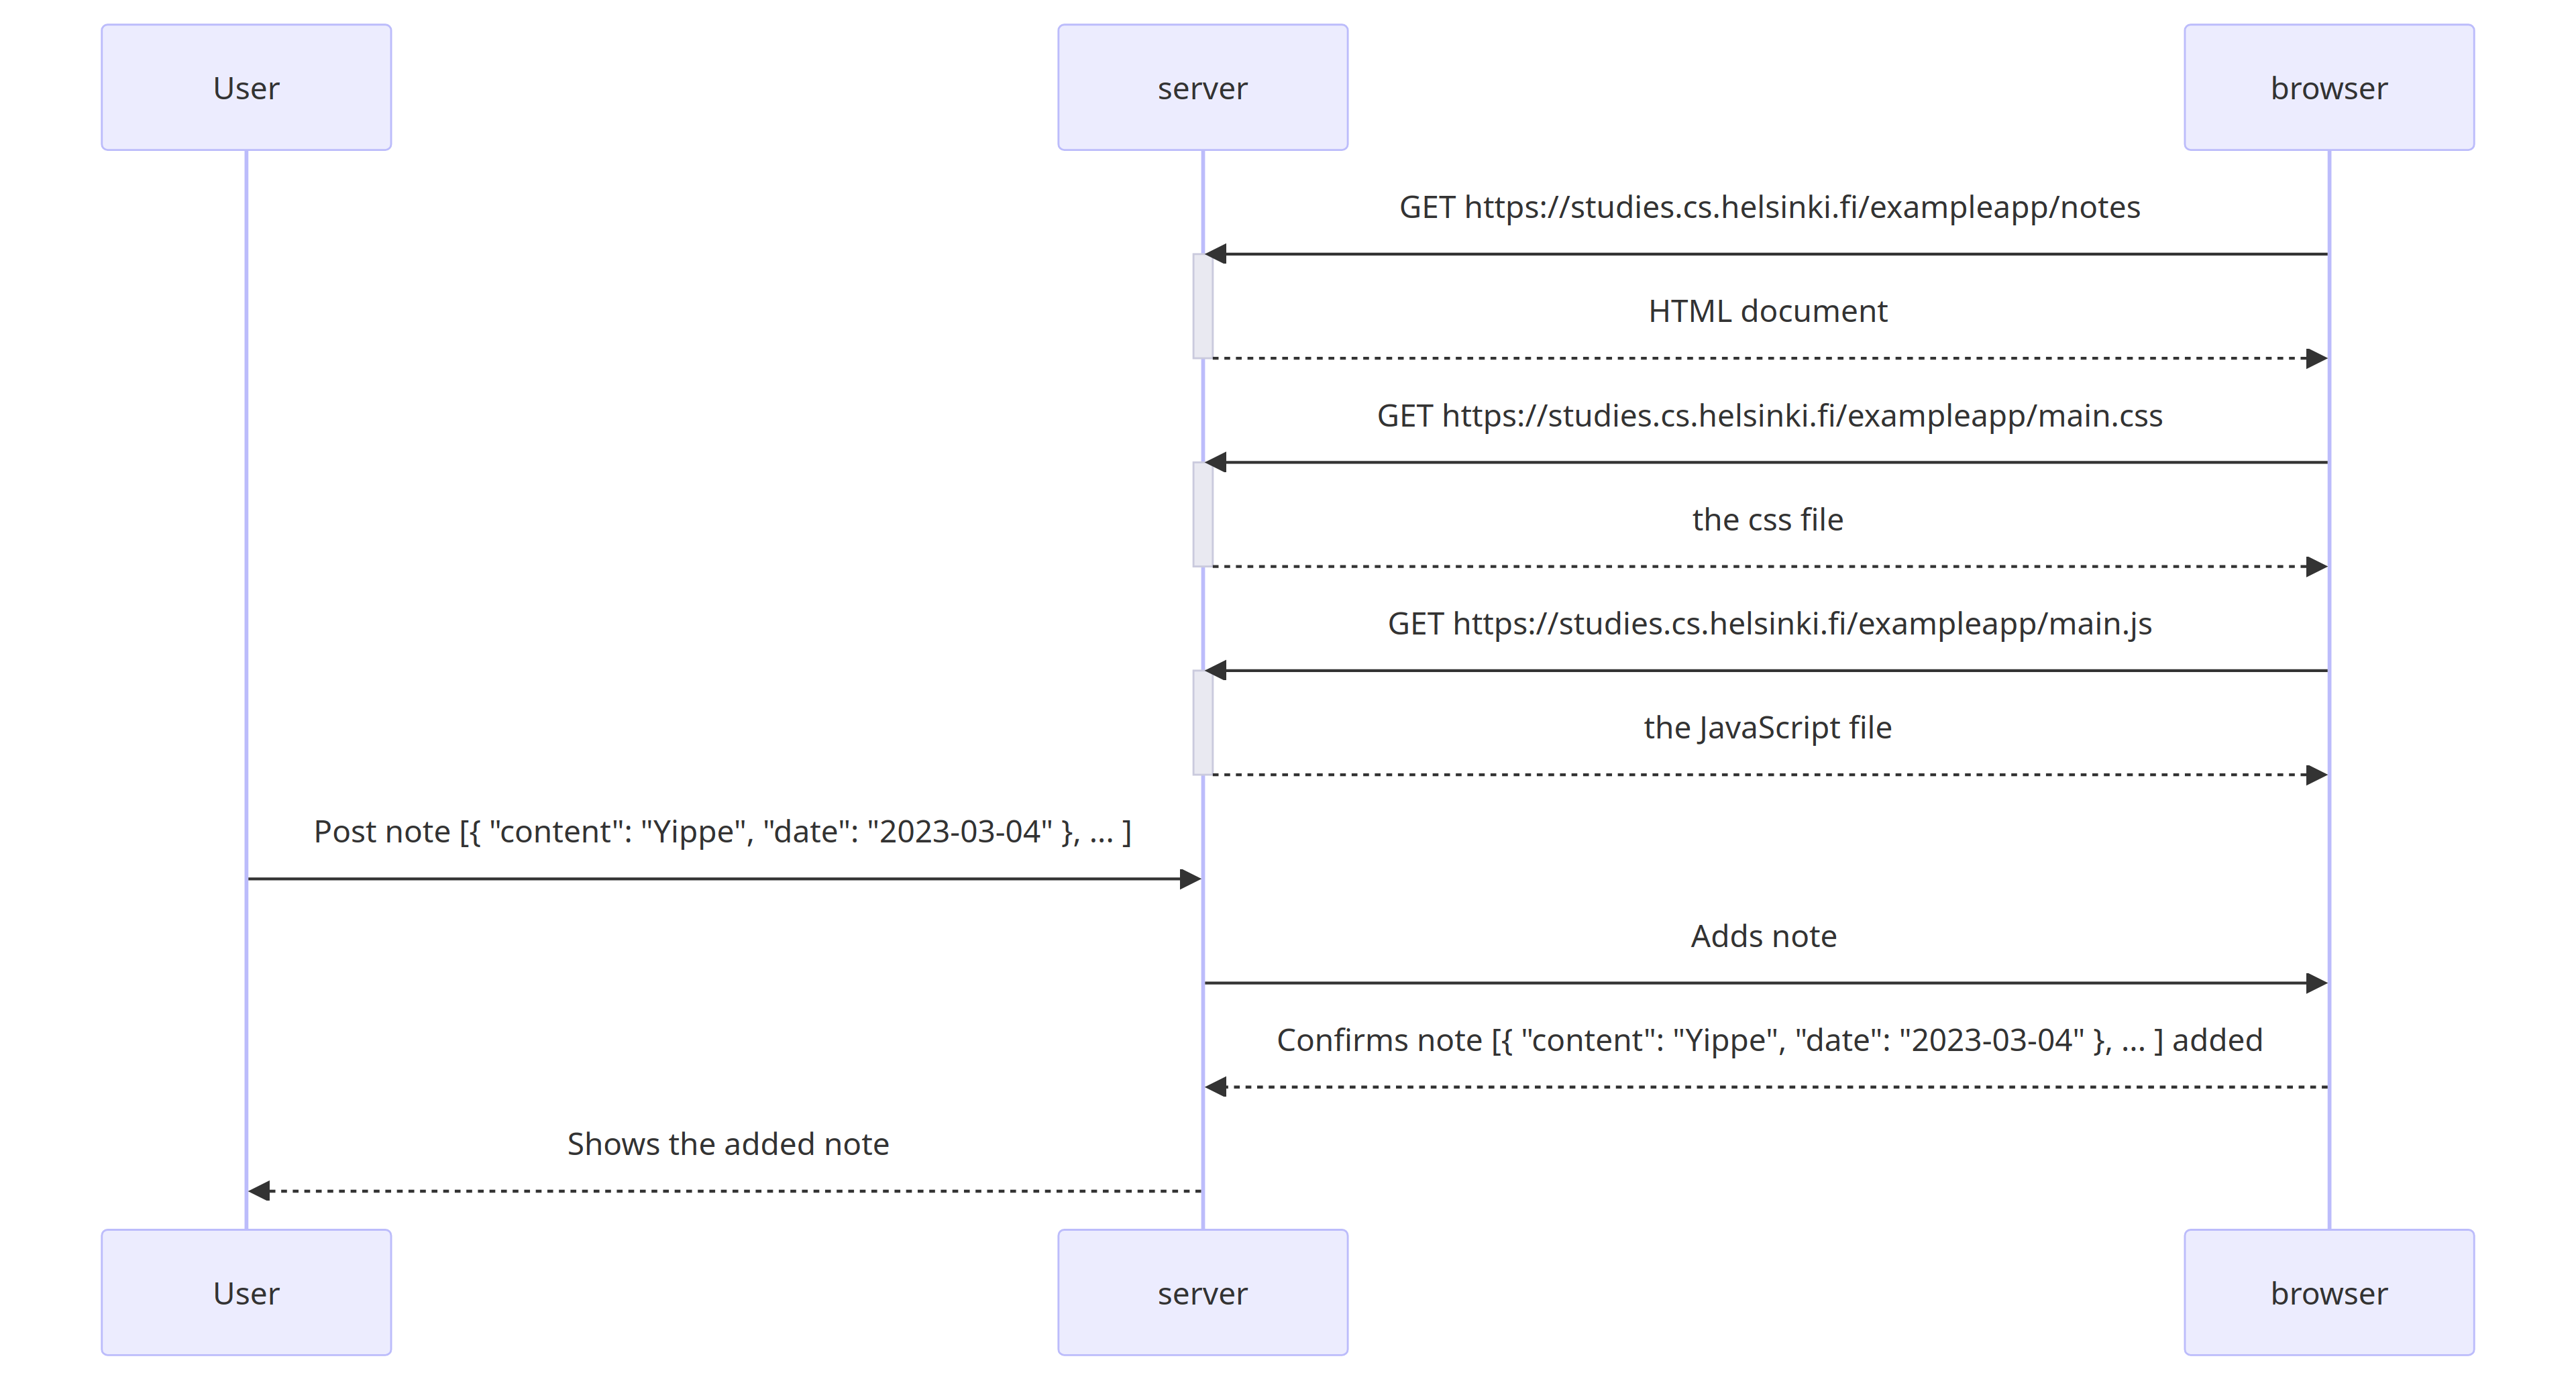 User
server
browser
GET https://studies.cs.helsinki.fi/exampleapp/notes
HTML document
GET https://studies.cs.helsinki.fi/exampleapp/main.css
the css file
GET https://studies.cs.helsinki.fi/exampleapp/main.js
the JavaScript file
Post note [{ "content": "Yippe", "date": "2023-03-04" }, ... ]
Adds note
Confirms note [{ "content": "Yippe", "date": "2023-03-04" }, ... ] added
Shows the added note
User
server
browser